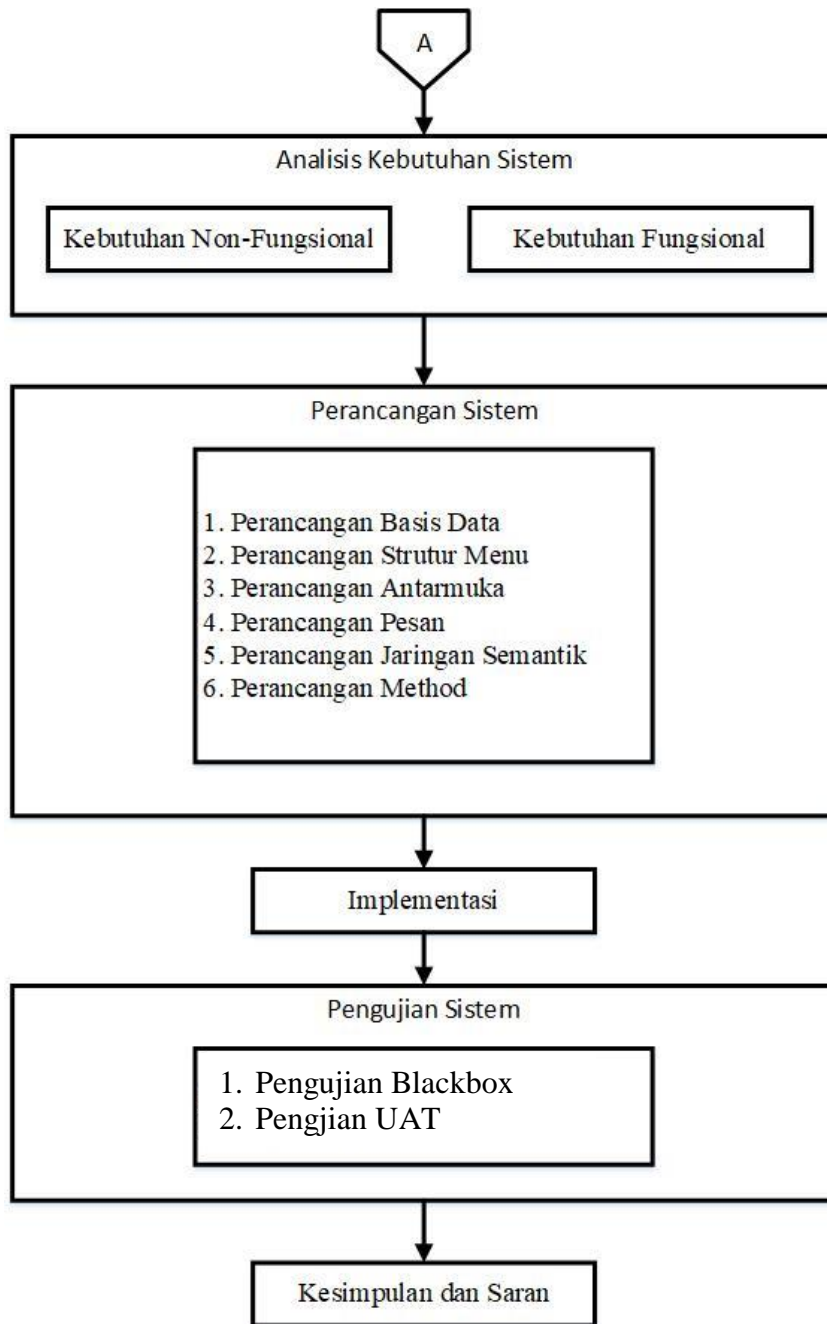 A
Analisis Kebutuhan Sistem
Kebutuhan Non-Fungsional
Kebutuhan Fungsional
Perancangan Sistem
1. Perancangan Basis Data
2. Perancangan Strutur Menu
3. Perancangan Antarmuka
4. Perancangan Pesan
5. Perancangan Jaringan Semantik
6. Perancangan Method
Implementasi
Pengujian Sistem
1. Pengujian Blackbox
2. Pengjian UAT
Kesimpulan dan Saran